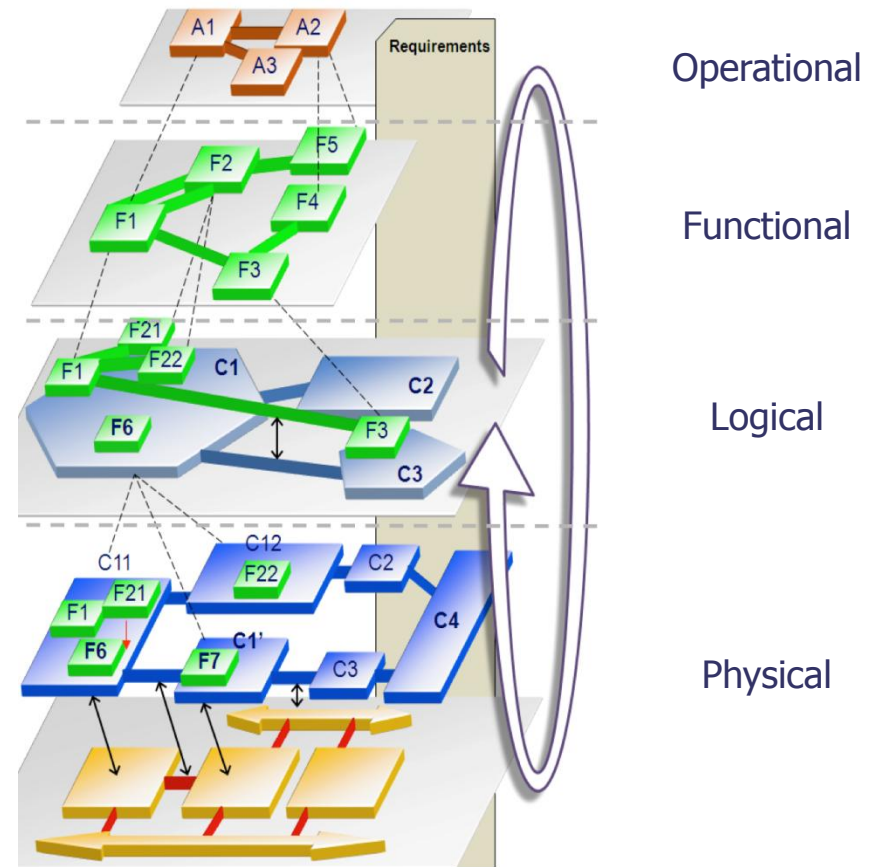 A1
A2
A3
Requirements
Operational
F5
F2
F4
F1
F3
Functional
F21
F22
C1
F1
C2
F6
F3
C3
Logical
C12
C11
F22
C2
F21
F1
C4
C1’
F6
F7
C3
Physical